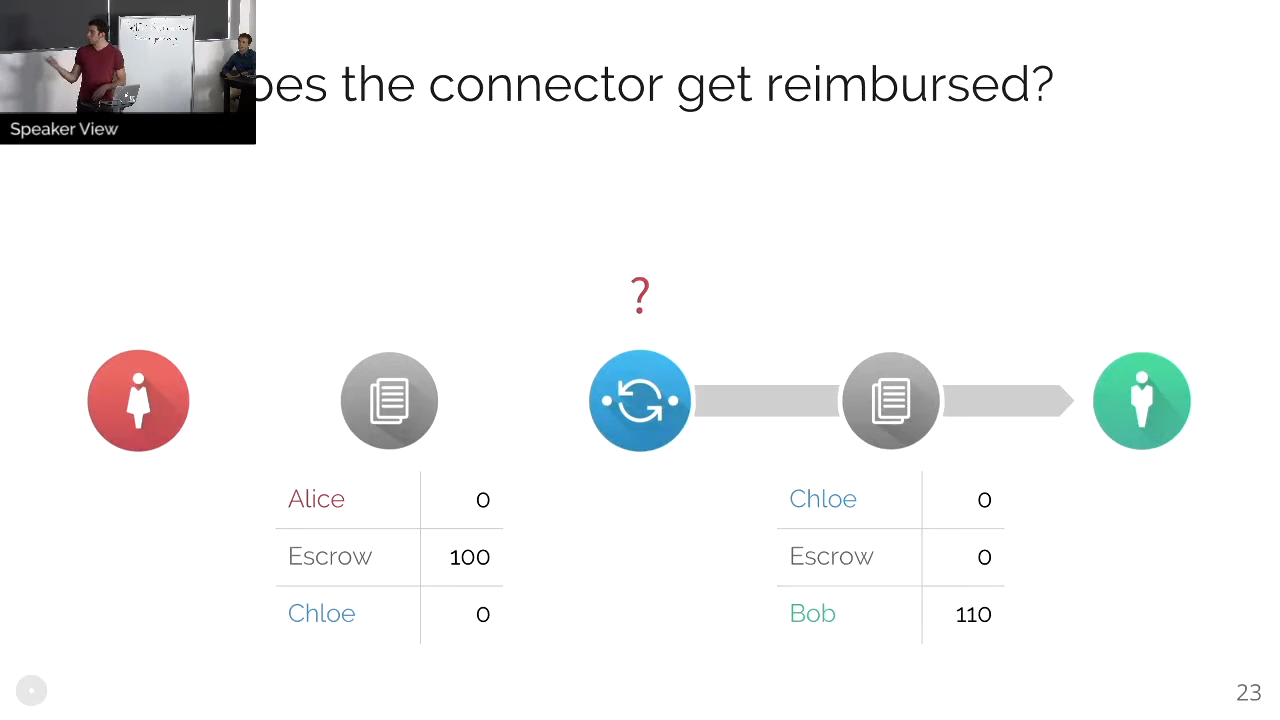 oes the connector get reimbursed?
Speaker View
?
Alice 0
Escrow 100
Chloe 0
Chloe 0
Escrow 0
Bob 110
23